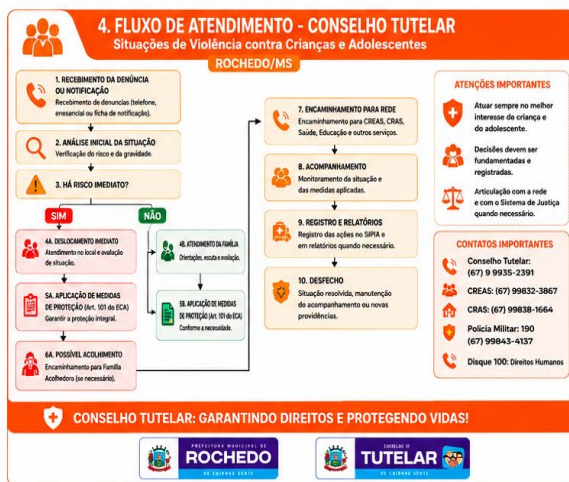 4. FLUXO DE ATENDIMENTO - CONSELHO TUTELAR
Situações de Violência contra Crianças e Adolescentes
ROCHEDO/MS
1. RECEBIMENTO DA DENÚNCIA
OU NOTIFICAÇÃO
Recebimento de denuncias (telefone,
enesencial ou ficha de notificação).
2. ANÁLISE INICIAL DA SITUAÇÃO
Verificação do risco e da gravidade.
3. HÁ RISCO IMEDIATO?
SIM
NÃO
4A. DESLOCAMENTO IMEDIATO
Atendimento no local e avaliação
de situação.
4B. ATENDIMENTO DA FAMÍLIA
Orientações, escuta e avaliação.
5A. APLICAÇÃO DE MEDIDAS
DE PROTEÇÃO (Art. 101 do ECA)
Garantir a proteção integral.
5B. APLICAÇÃO DE MEDIDAS
DE PROTEÇÃO (Art. 101 do ECA)
Conforme a necessidade.
6A. POSSÍVEL ACOLHIMENTO
Encaminhamento para Família
Acolhedora (se necessário).
7. ENCAMINHAMENTO PARA REDE
Encaminhamento para CREAS, CRAS,
Saúde, Educação e outros serviços.
8. ACOMPANHAMENTO
Monitoramento da situação e
das medidas aplicadas.
9. REGISTRO E RELATÓRIOS
Registro das ações no SIPIA e
em relatórios quando necessário.
10. DESFECHO
Situação resolvida, manutenção
de acompanhamento ou novas
providências.
ATENÇÕES IMPORTANTES
Atuar sempre no melhor
interesse da criança e
do adolescente.
Decisões devem ser
fundamentadas e
registradas.
Articulação com a rede
e com o Sistema de Justiça
quando necessário.
CONTATOS IMPORTANTES
Conselho Tutelar:
(67) 9 9935-2391
CREAS: (67) 99832-3867
CRAS: (67) 99838-1664
Polícia Militar: 190
(67) 99843-4137
Disque 100: Direitos Humanos
CONSELHO TUTELAR: GARANTINDO DIREITOS E PROTEGENDO VIDAS!
PREFEITURA MUNICIPAL DE
ROCHEDO
TUTELAR